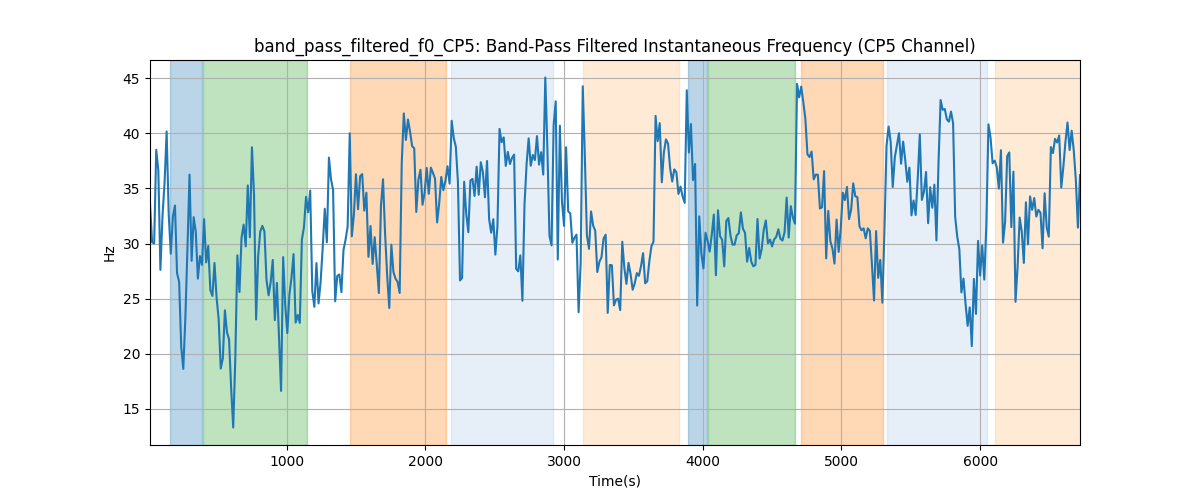 band_pass_filtered_f0_CP5: Band-Pass Filtered Instantaneous Frequency (CP5 Channel)
45
40
35
30
25
20
15
Hz
1000 2000 3000 4000 5000 6000
Time(s)